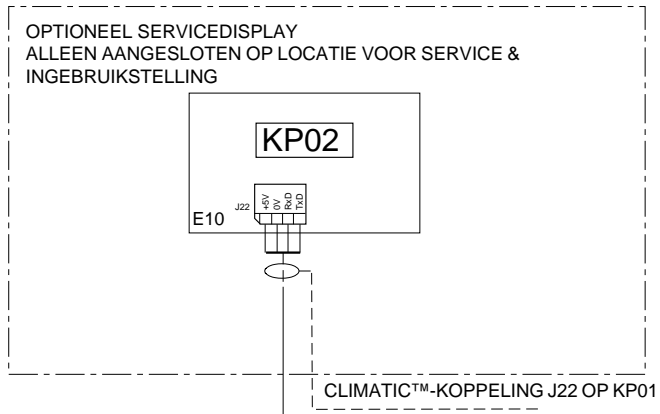 OPTIONEEL SERVICEDISPLAY
ALLEEN AANGESLOTEN OP LOCATIE VOOR SERVICE &
INGEBRUIKSTELLING
KP02
J22
+5V
0V
RxD
TxD
E10
CLIMATIC™-KOPPELING J22 OP KP01